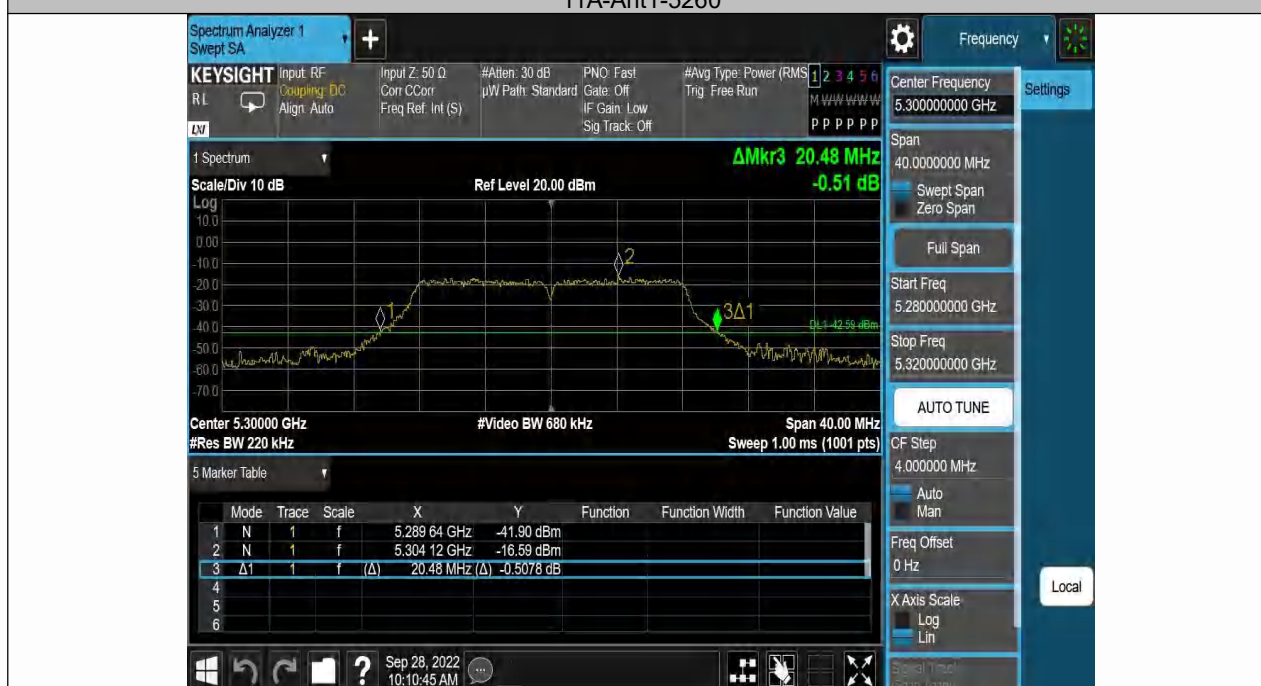 11A-Ant1-5260
Spectrum Analyzer 1
Swept SA
+
Frequency
KEYSIGHT
RL
LXI
Input: RF
Coupling: DC
Align: Auto
Input Z: 50 Ω
Corr CCorr
Freq Ref: Int (S)
#Atten: 30 dB
µW Path: Standard
PNO: Fast
Gate: Off
IF Gain: Low
Sig Track: Off
#Avg Type: Power (RMS
Trig: Free Run
1 2 3 4 5 6
M W W W W W
P P P P P P
Center Frequency
5.300000000 GHz
Settings
Span
40.0000000 MHz
Swept Span
Zero Span
Full Span
Start Freq
5.280000000 GHz
Stop Freq
5.320000000 GHz
AUTO TUNE
CF Step
4.000000 MHz
Auto
Man
Freq Offset
0 Hz
X Axis Scale
Log
Lin
Local
1 Spectrum
ΔMkr3 20.48 MHz
-0.51 dB
Scale/Div 10 dB
Ref Level 20.00 dBm
Log
10.0
0.00
-10.0
-20.0
-30.0
-40.0
-50.0
-60.0
-70.0
1
2
3Δ1
DL1 -42.59 dBm
Center 5.30000 GHz
#Video BW 680 kHz
Span 40.00 MHz
#Res BW 220 kHz
Sweep 1.00 ms (1001 pts)
5 Marker Table
Mode Trace Scale X Y Function Function Width Function Value
1 N 1 f 5.289 64 GHz -41.90 dBm
2 N 1 f 5.304 12 GHz -16.59 dBm
3 Δ1 1 f (Δ) 20.48 MHz (Δ) -0.5078 dB
4
5
6
?
Sep 28, 2022
10:10:45 AM